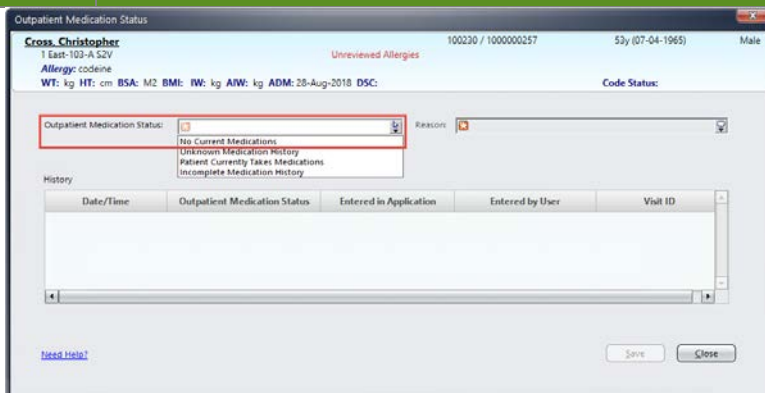 Outpatient Medication Status
Cross, Christopher 100230 / 1000000257 53y (07-04-1965) Male
1 East-103-A S2V Unreviewed Allergies
Allergy: codeine
WT: kg HT: cm BSA: M2 BMI: IW: kg AIW: kg ADM: 28-Aug-2018 DSC: Code Status:
Outpatient Medication Status: Reason:
No Current Medications
Unknown Medication History
Patient Currently Takes Medications
Incomplete Medication History
History
Date/Time Outpatient Medication Status Entered in Application Entered by User Visit ID
Need Help? Save Close